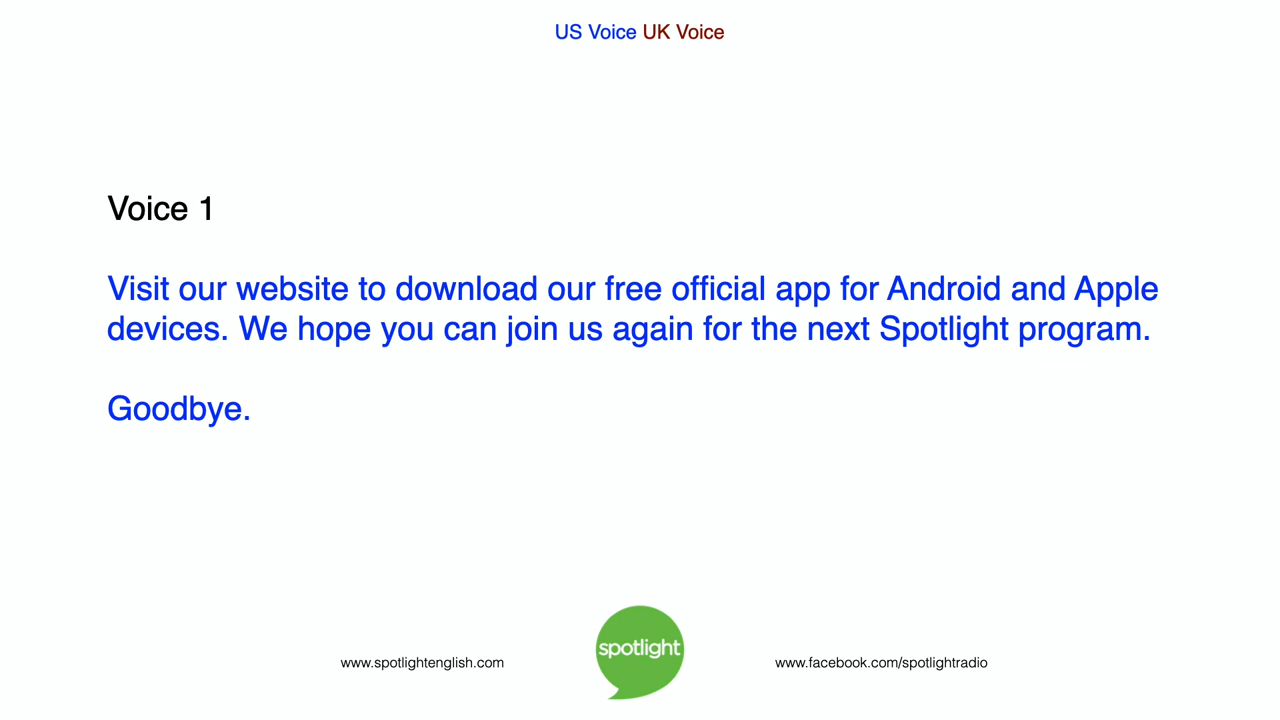 US Voice UK Voice
Voice 1
Visit our website to download our free official app for Android and Apple
devices. We hope you can join us again for the next Spotlight program.
Goodbye.
www.spotlightenglish.com
spotlight
www.facebook.com/spotlightradio